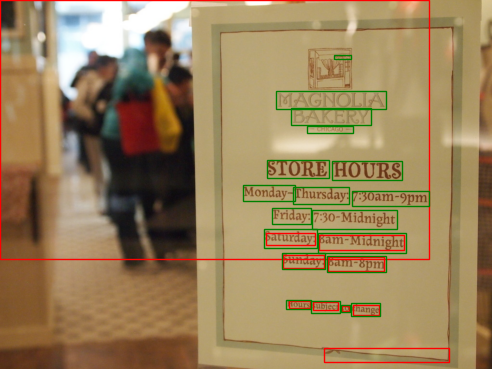 MAGNOLIA
BAKERY
CHICAGO
STORE HOURS
Monday-Thursday: 7:30am-9pm
Friday: 7:30-Midnight
Saturday: 8am-Midnight
Sunday: 8am-8pm
*hours subject to change